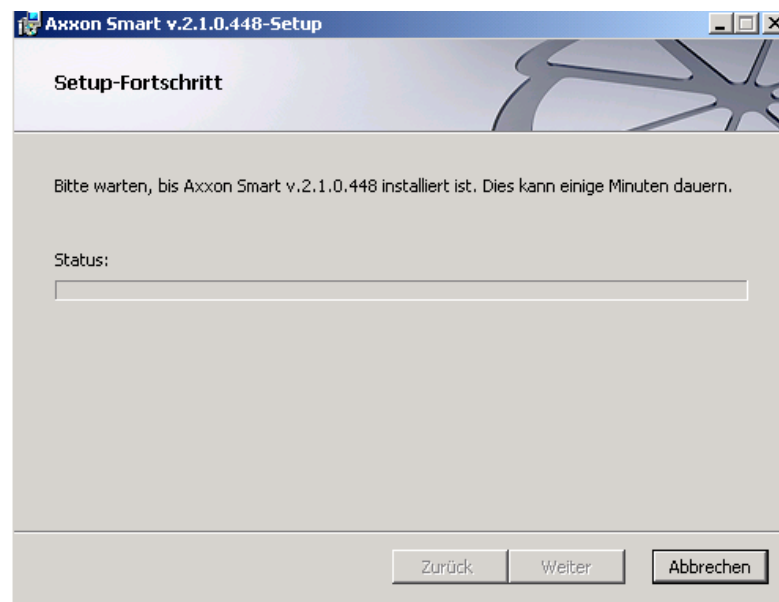 Axxon Smart v.2.1.0.448-Setup
Setup-Fortschritt
Bitte warten, bis Axxon Smart v.2.1.0.448 installiert ist. Dies kann einige Minuten dauern.
Status:
Zurück
Weiter
Abbrechen